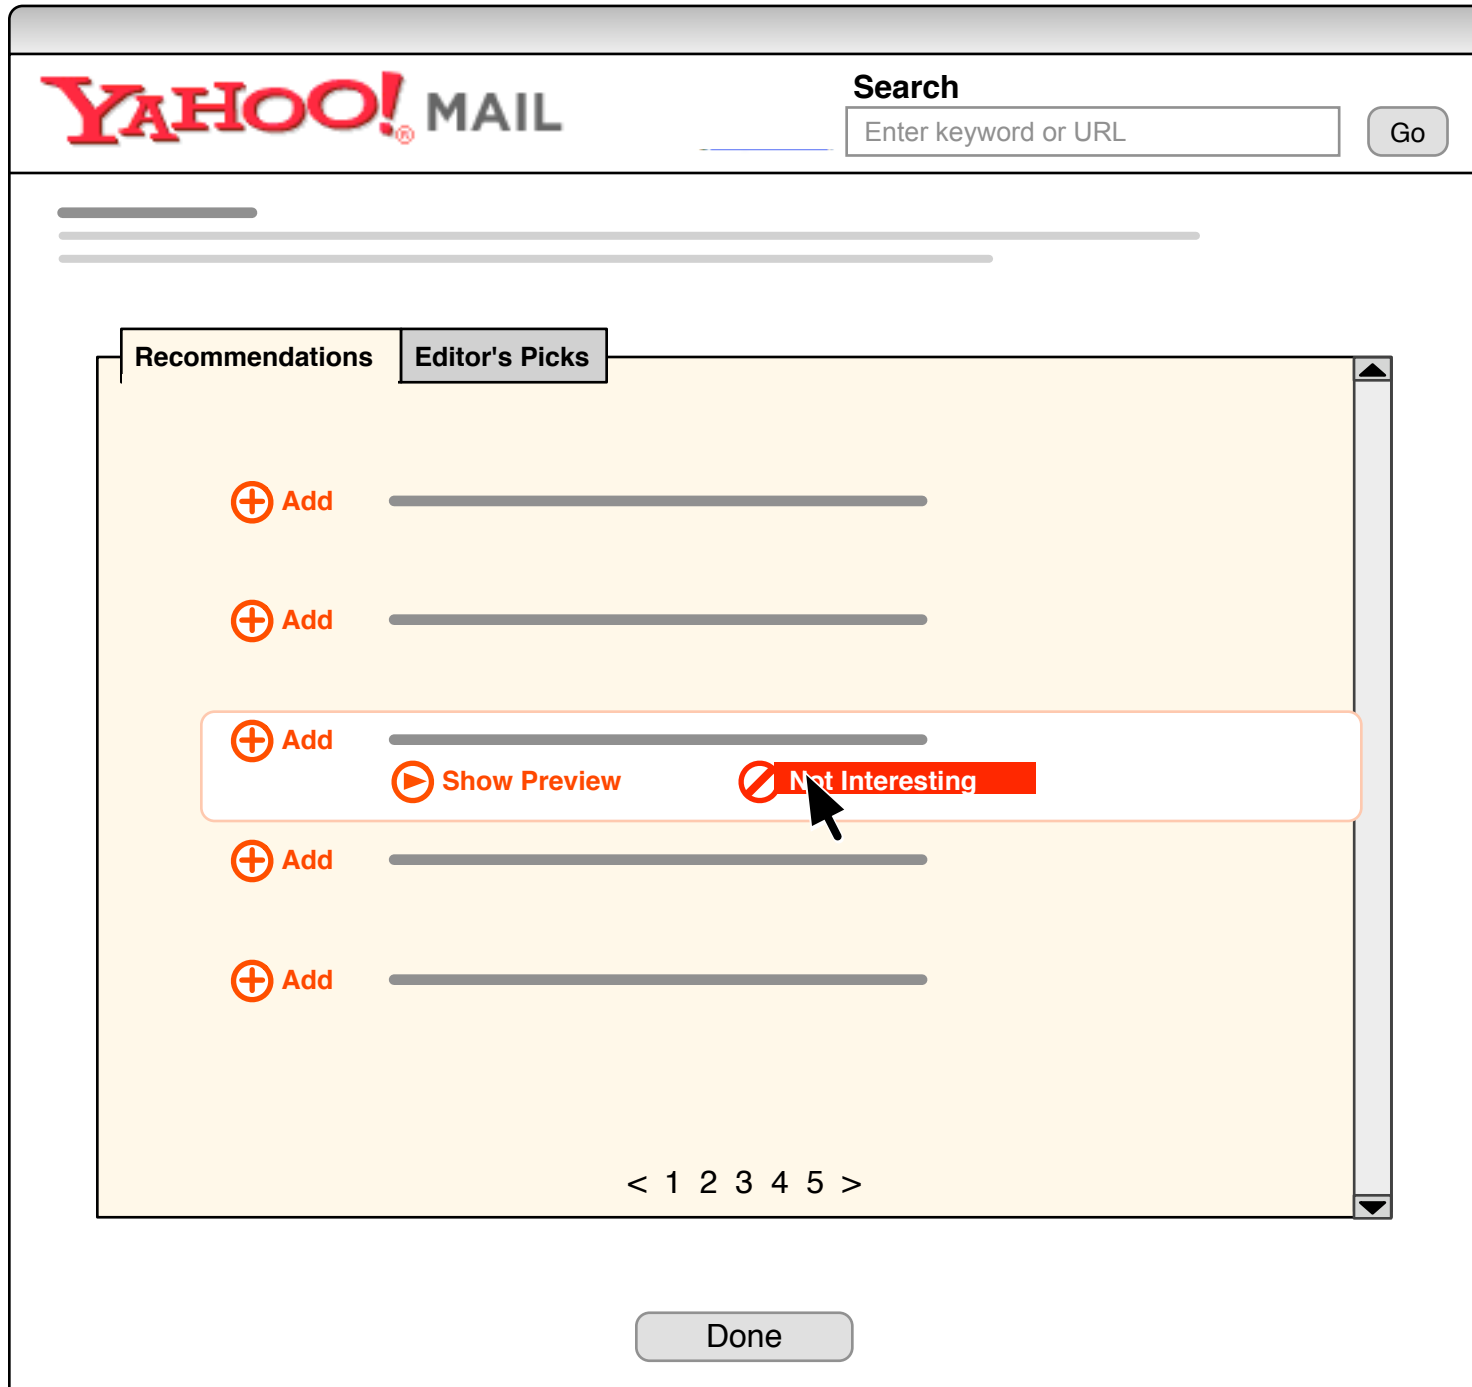 YAHOO!® MAIL
Search
Enter keyword or URL
Go
Recommendations
Editor's Picks
Add
Add
Add
Show Preview
Not Interesting
Add
Add
< 1 2 3 4 5 >
Done